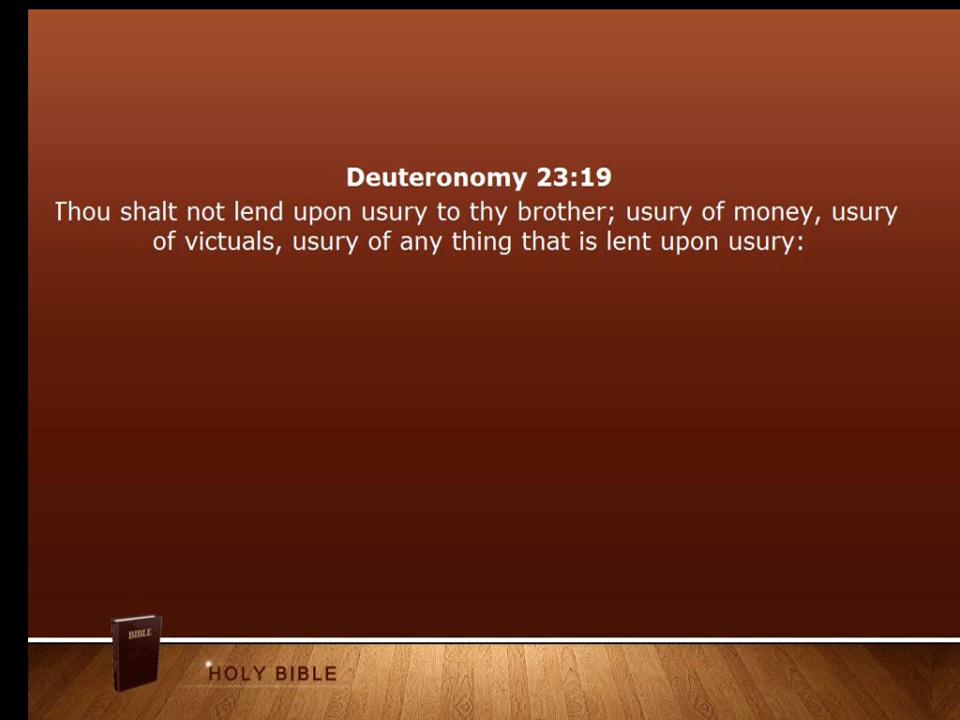 Deuteronomy 23:19
Thou shalt not lend upon usury to thy brother; usury of money, usury
of victuals, usury of any thing that is lent upon usury:
BIBLE
HOLY BIBLE